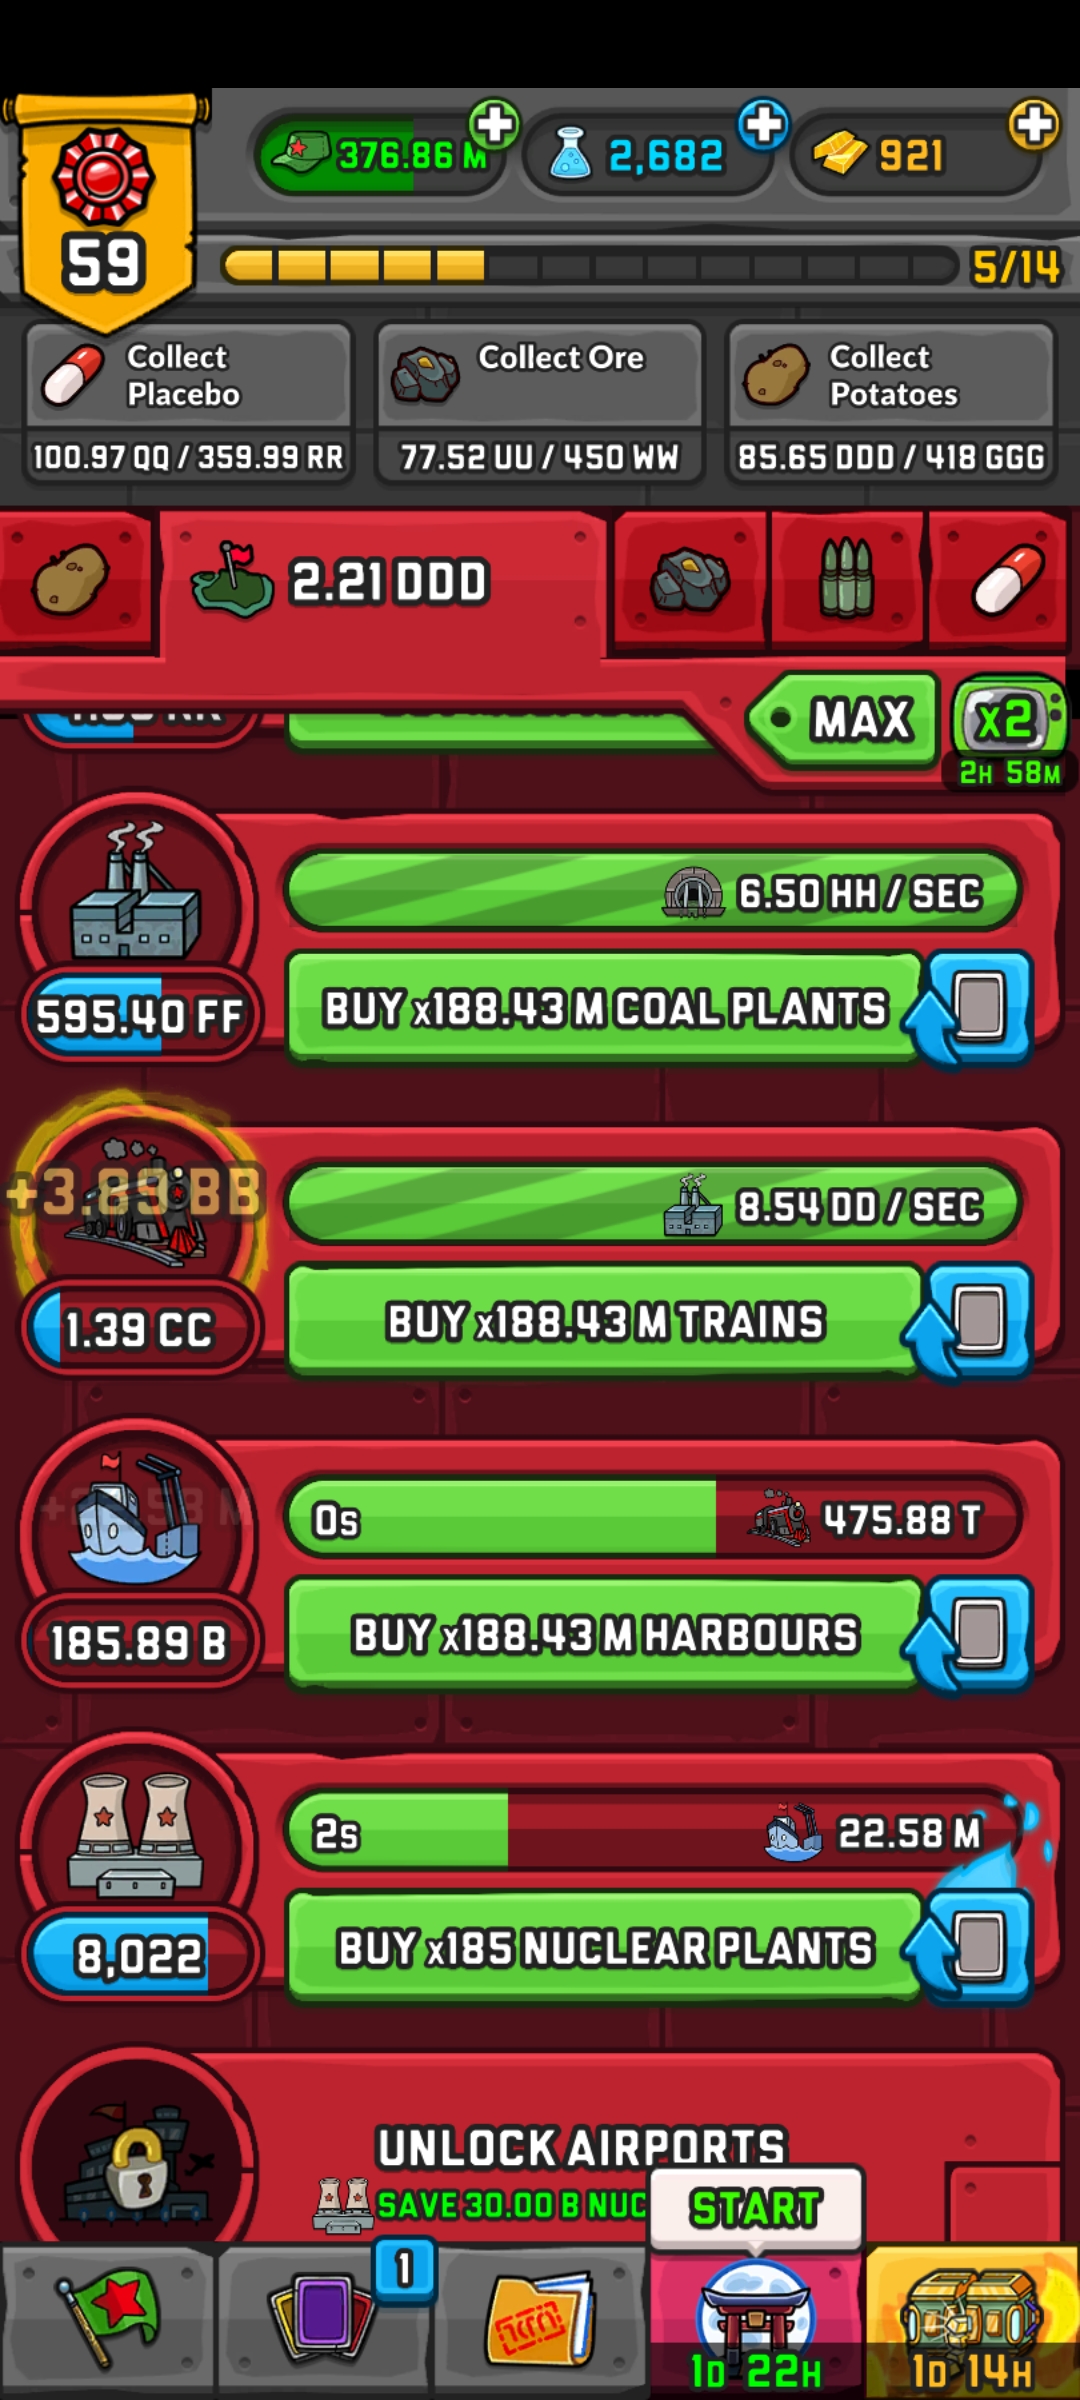 376.86 M
2,682
921
59
5/14
Collect
Placebo
100.97 QQ / 359.99 RR
Collect Ore
77.52 UU / 450 WW
Collect
Potatoes
85.65 DDD / 418 GGG
2.21 DDD
MAX
x2
2H 58M
6.50 HH / SEC
595.40 FF
BUY x188.43 M COAL PLANTS
+3.89 BB
8.54 DD / SEC
1.39 CC
BUY x188.43 M TRAINS
0s
475.88 T
185.89 B
BUY x188.43 M HARBOURS
2s
22.58 M
8,022
BUY x185 NUCLEAR PLANTS
UNLOCK AIRPORTS
SAVE 30.00 B NUC
START
1
1D 22H
1D 14H